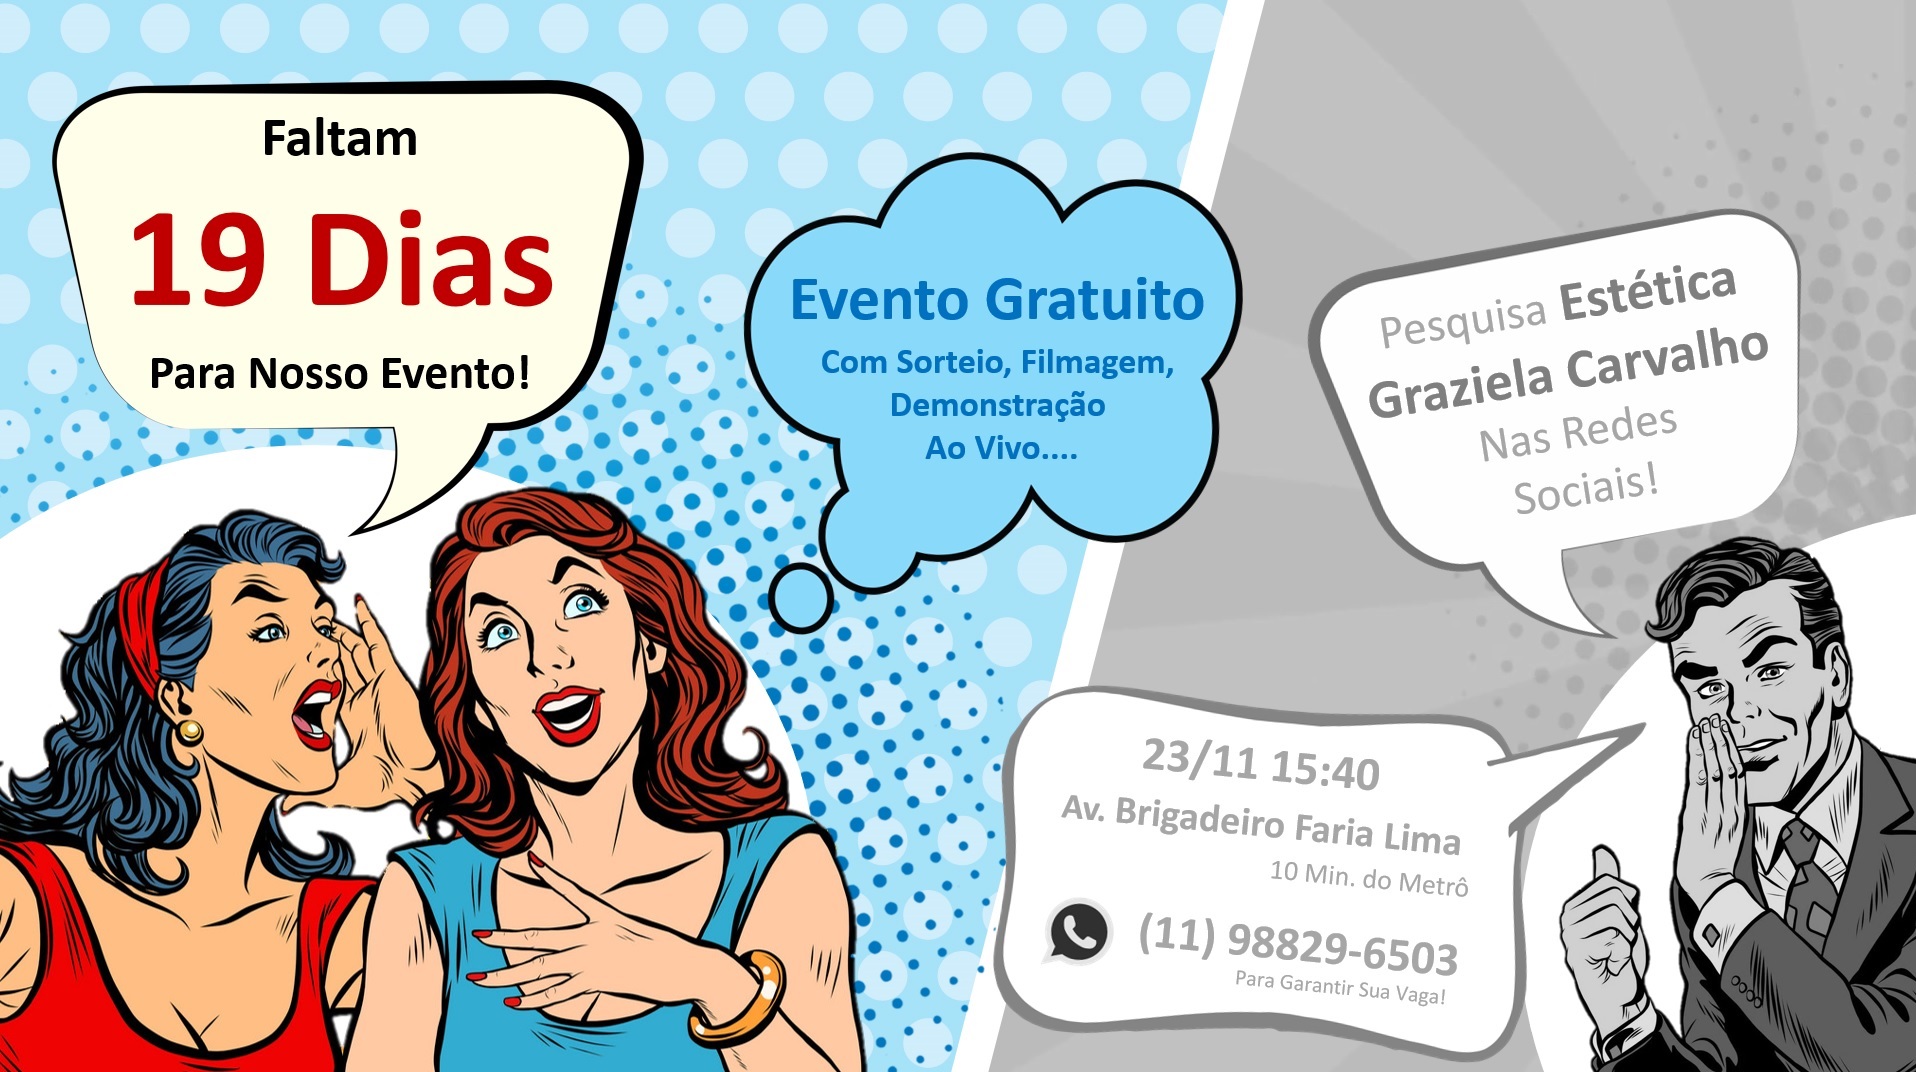 Faltam
19 Dias
Para Nosso Evento!
Evento Gratuito
Com Sorteio, Filmagem,
Demonstração
Ao Vivo....
Pesquisa Estética
Graziela Carvalho
Nas Redes
Sociais!
23/11 15:40
Av. Brigadeiro Faria Lima
10 Min. do Metrô
(11) 98829-6503
Para Garantir Sua Vaga!